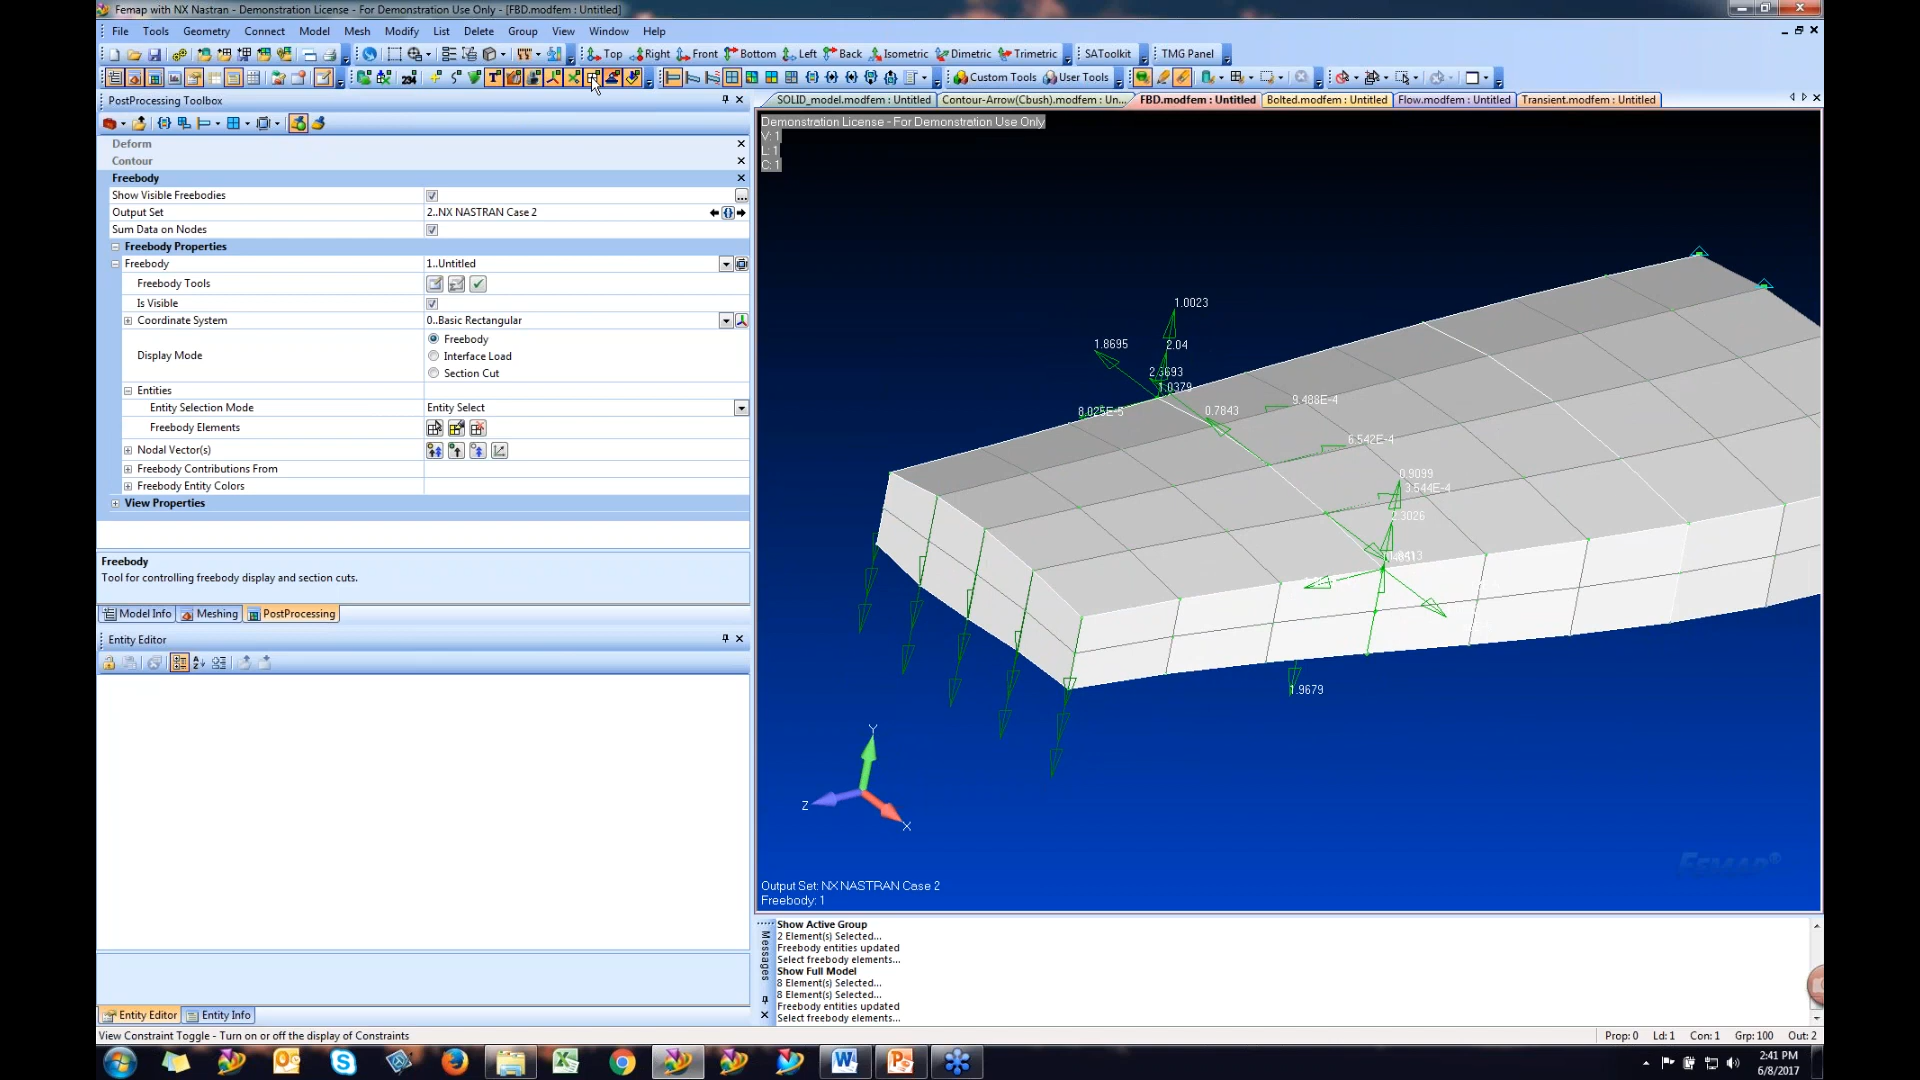 Femap with NX Nastran - Demonstration License - For Demonstration Use Only - [FBD.modfem : Untitled]
File Tools Geometry Connect Model Mesh Modify List Delete Group View Window Help
Top Right Front Bottom Left Back Isometric Dimetric Trimetric SAToolkit TMG Panel
234 Custom Tools User Tools
PostProcessing Toolbox
SOLID_model.modfem : Untitled Contour-Arrow(Cbush).modfem : Un... FBD.modfem : Untitled Bolted.modfem : Untitled Flow.modfem : Untitled Transient.modfem : Untitled
Deform
Contour
Freebody
Show Visible Freebodies
Output Set 2..NX NASTRAN Case 2
Sum Data on Nodes
Freebody Properties
Freebody 1..Untitled
Freebody Tools
Is Visible
Coordinate System 0..Basic Rectangular
Display Mode
Freebody
Interface Load
Section Cut
Entities
Entity Selection Mode Entity Select
Freebody Elements
Nodal Vector(s)
Freebody Contributions From
Freebody Entity Colors
View Properties
Freebody
Tool for controlling freebody display and section cuts.
Model Info Meshing PostProcessing
Entity Editor
Entity Editor Entity Info
Demonstration License - For Demonstration Use Only
V: 1
L: 1
C: 1
1.0023
1.8695
2.04
1.0379
8.025E-5
0.7843
9.488E-4
6.542E-4
0.9099
3.544E-4
1.9679
Y
Z
X
FEMAP®
Output Set: NX NASTRAN Case 2
Freebody: 1
Messages
Show Active Group
2 Element(s) Selected...
Freebody entities updated
Select freebody elements...
Show Full Model
8 Element(s) Selected...
8 Element(s) Selected...
Freebody entities updated
Select freebody elements...
View Constraint Toggle - Turn on or off the display of Constraints
Prop: 0 Ld: 1 Con: 1 Grp: 100 Out: 2
2:41 PM
6/8/2017